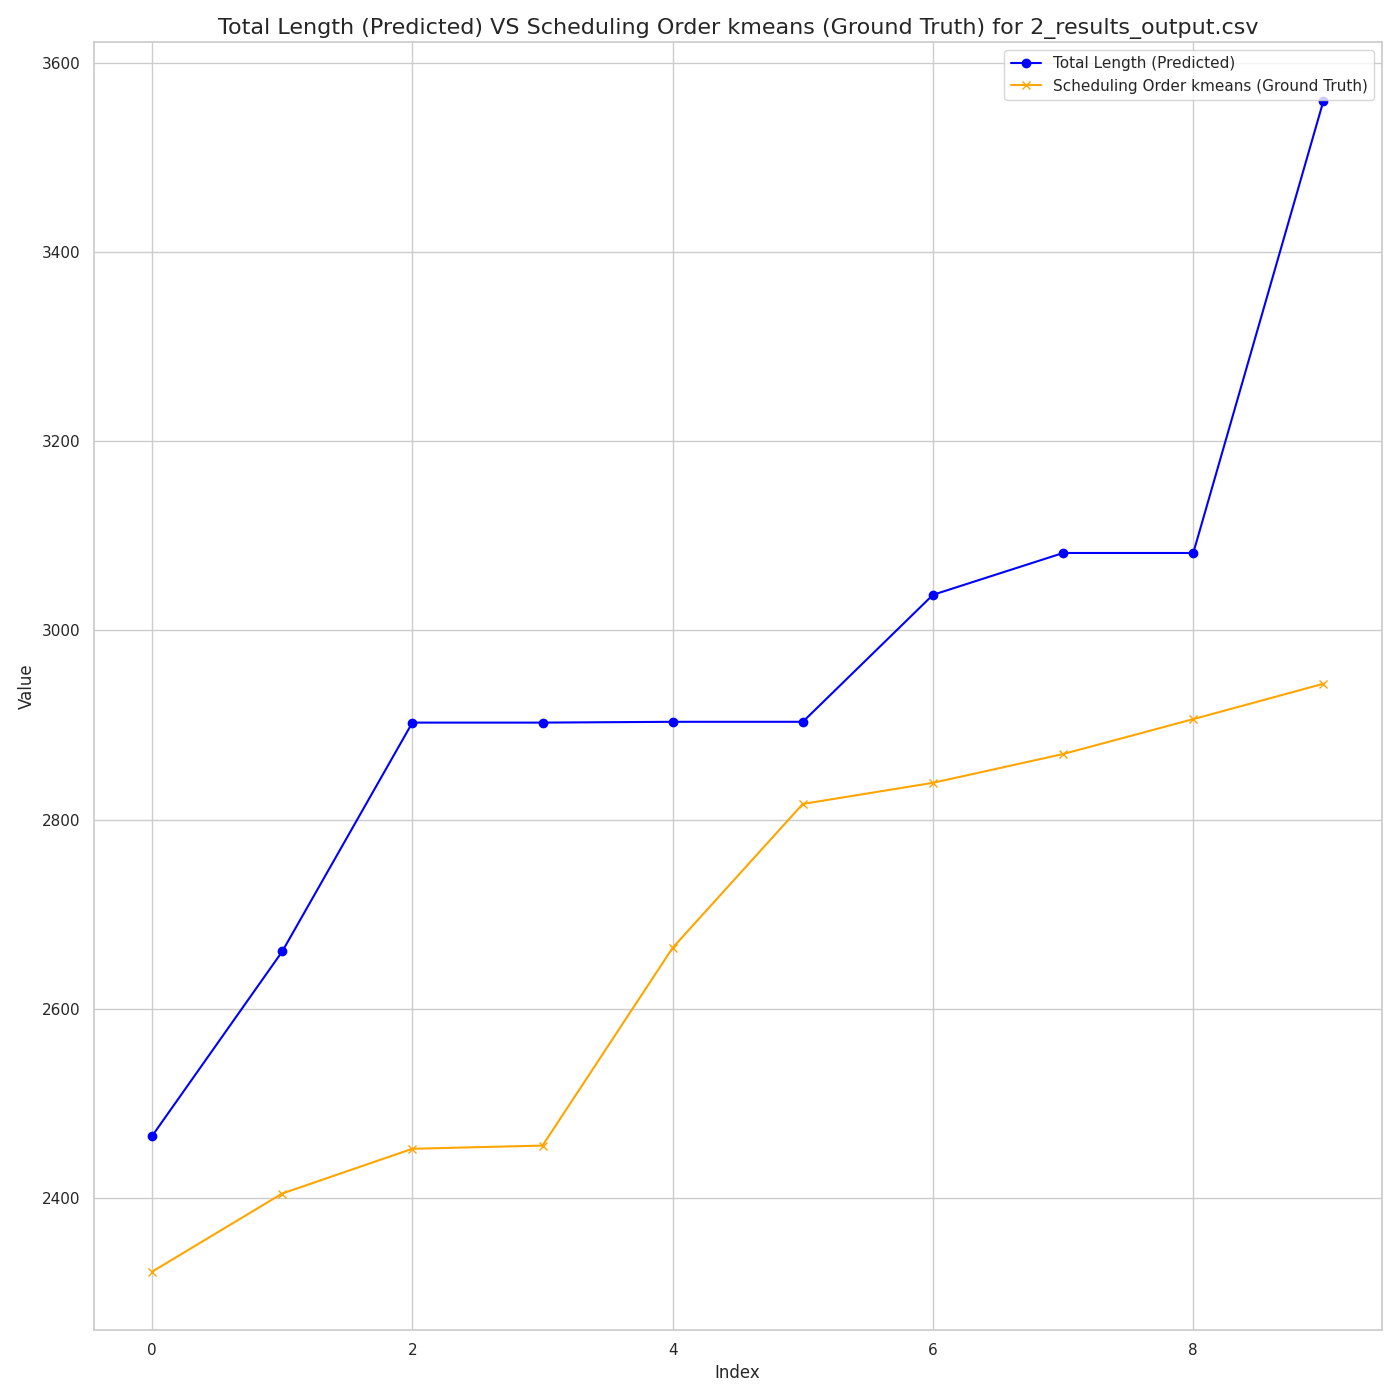 Total Length (Predicted) VS Scheduling Order kmeans (Ground Truth) for 2_results_output.csv
Total Length (Predicted)
Scheduling Order kmeans (Ground Truth)
3600
3400
3200
3000
2800
2600
2400
Value
0 2 4 6 8
Index